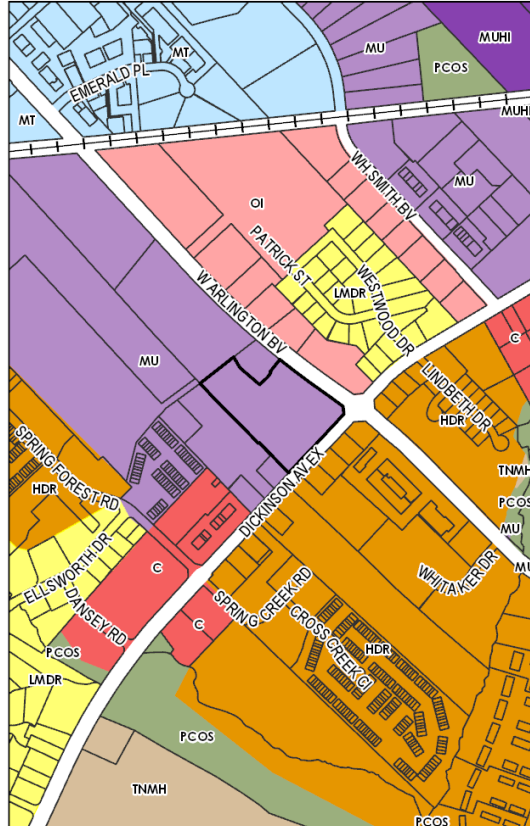 MT
MU
MUHI
PCOS
EMERALD PL
MT
MUHI
WH SMITH BV
MU
OI
PATRICK ST
WESTWOOD DR
LMDR
W ARLINGTON BV
C
MU
LINDBETH DR
HDR
SPRING FOREST RD
HDR
DICKINSON AV EX
TNMH
PCOS
MU
ELLSWORTH DR
C
WHITAKER DR
MU
DANSEY RD
SPRING CREEK RD
C
CROSS CREEK CI
HDR
PCOS
LMDR
PCOS
TNMH
PCOS